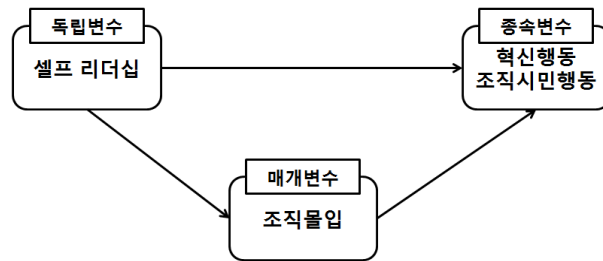 독립변수
셀프 리더십
종속변수
혁신행동
조직시민행동
매개변수
조직몰입